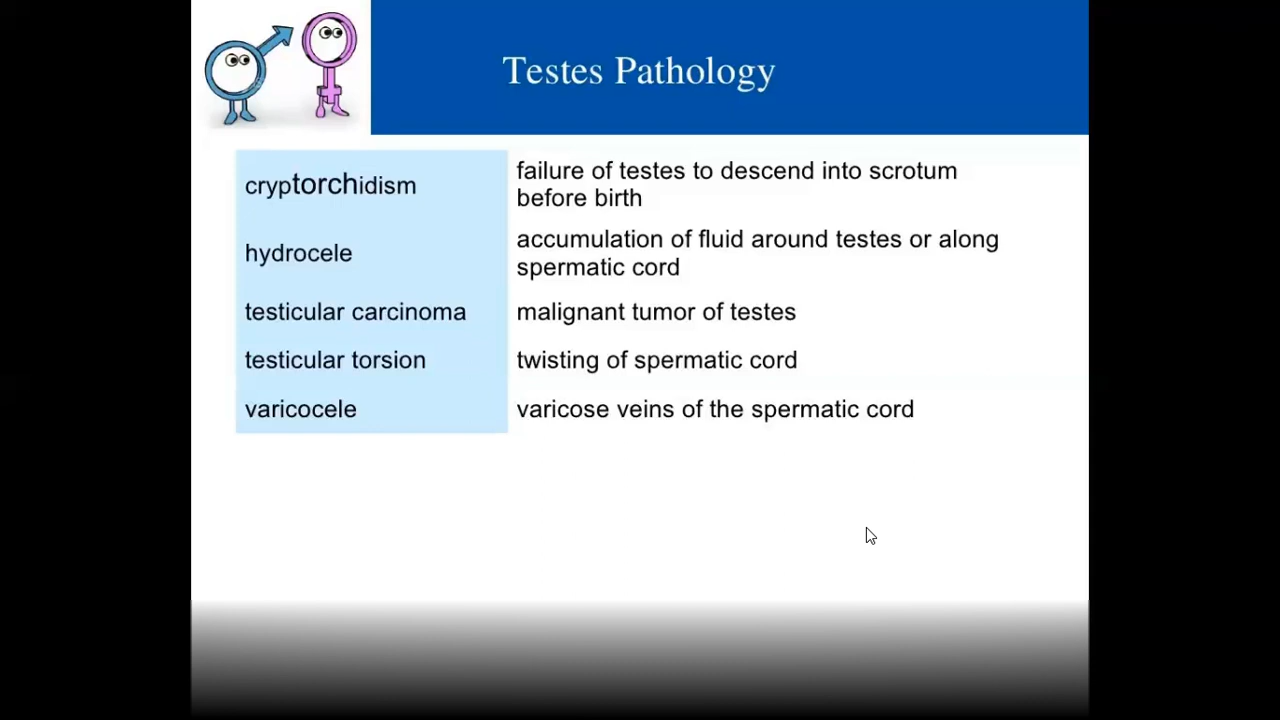 Testes Pathology
cryptorchidism
failure of testes to descend into scrotum
before birth
hydrocele
accumulation of fluid around testes or along
spermatic cord
testicular carcinoma
malignant tumor of testes
testicular torsion
twisting of spermatic cord
varicocele
varicose veins of the spermatic cord